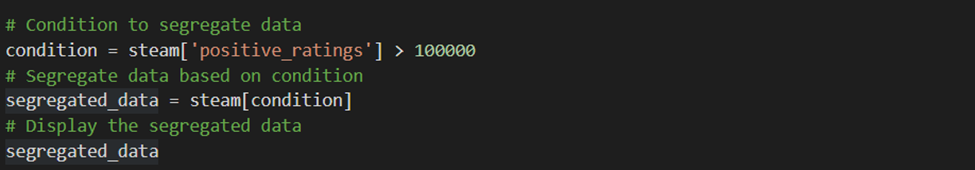 # Condition to segregate data
condition = steam['positive_ratings'] > 100000
# Segregate data based on condition
segregated_data = steam[condition]
# Display the segregated data
segregated_data